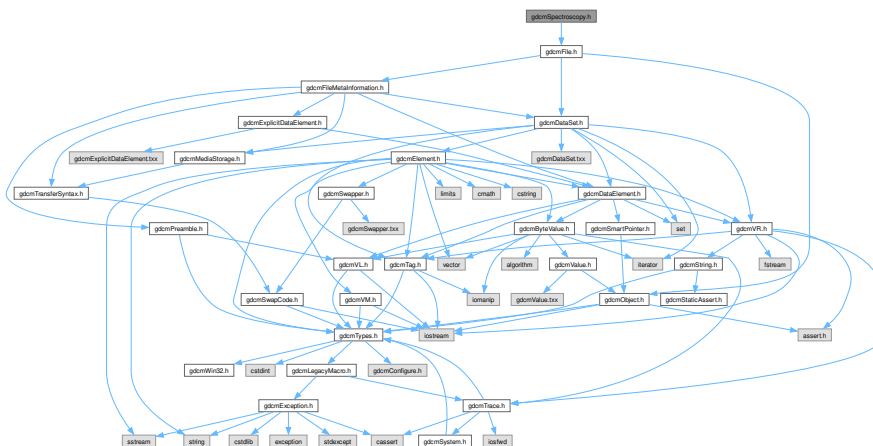 gdcmSpectroscopy.h
gdcmFile.h
gdcmFileMetaInformation.h
gdcmExplicitDataElement.h
gdcmDataSet.h
gdcmExplicitDataElement.txx
gdcmMediaStorage.h
gdcmElement.h
gdcmDataSet.txx
gdcmTransferSyntax.h
gdcmSwapper.h
limits
cmath
cstring
gdcmDataElement.h
gdcmPreamble.h
gdcmSwapper.txx
gdcmByteValue.h
gdcmSmartPointer.h
set
gdcmVR.h
gdcmVL.h
gdcmTag.h
vector
algorithm
gdcmValue.h
iterator
gdcmString.h
fstream
gdcmSwapCode.h
gdcmVM.h
iomanip
gdcmValue.txx
gdcmObject.h
gdcmStaticAssert.h
gdcmTypes.h
iostream
assert.h
gdcmWin32.h
cstdint
gdcmLegacyMacro.h
gdcmConfigure.h
gdcmException.h
gdcmTrace.h
sstream
string
cstdlib
exception
stdexcept
cassert
gdcmSystem.h
iosfwd